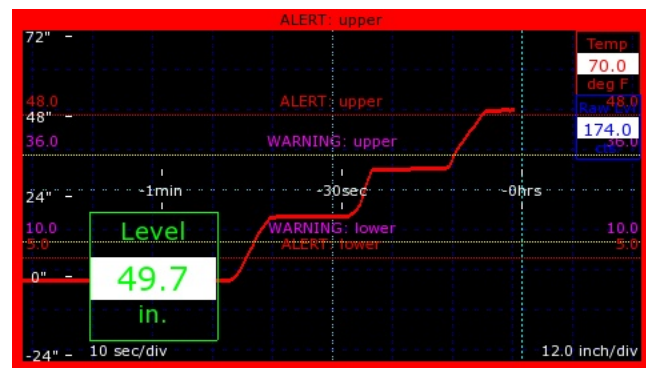 ALERT: upper
72"
Temp
70.0
deg F
48.0
ALERT: upper
48.0
48"
174.0
36.0
WARNING: upper
36.0
-1min
-30sec
-0hrs
24"
10.0
WARNING: lower
10.0
5.0
ALERT: lower
5.0
Level
49.7
in.
0"
-24"
10 sec/div
12.0 inch/div